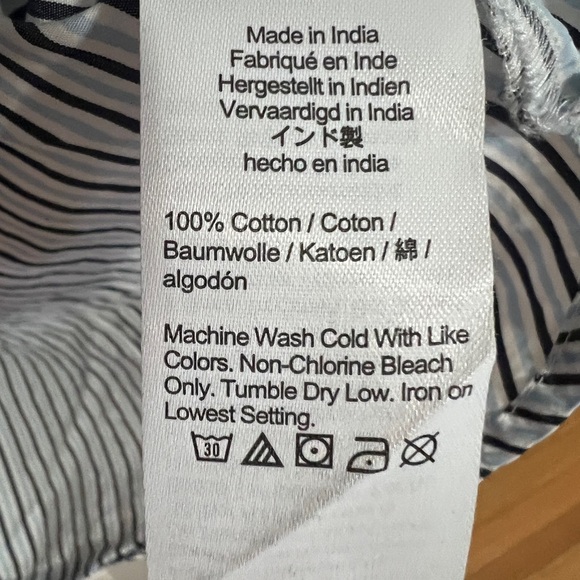 Made in India
Fabriqué en Inde
Hergestellt in Indien
Vervaardigd in India
インド製
hecho en india
100% Cotton / Coton /
Baumwolle / Katoen / 綿 /
algodón
Machine Wash Cold With Like
Colors. Non-Chlorine Bleach
Only. Tumble Dry Low. Iron on
Lowest Setting.
30